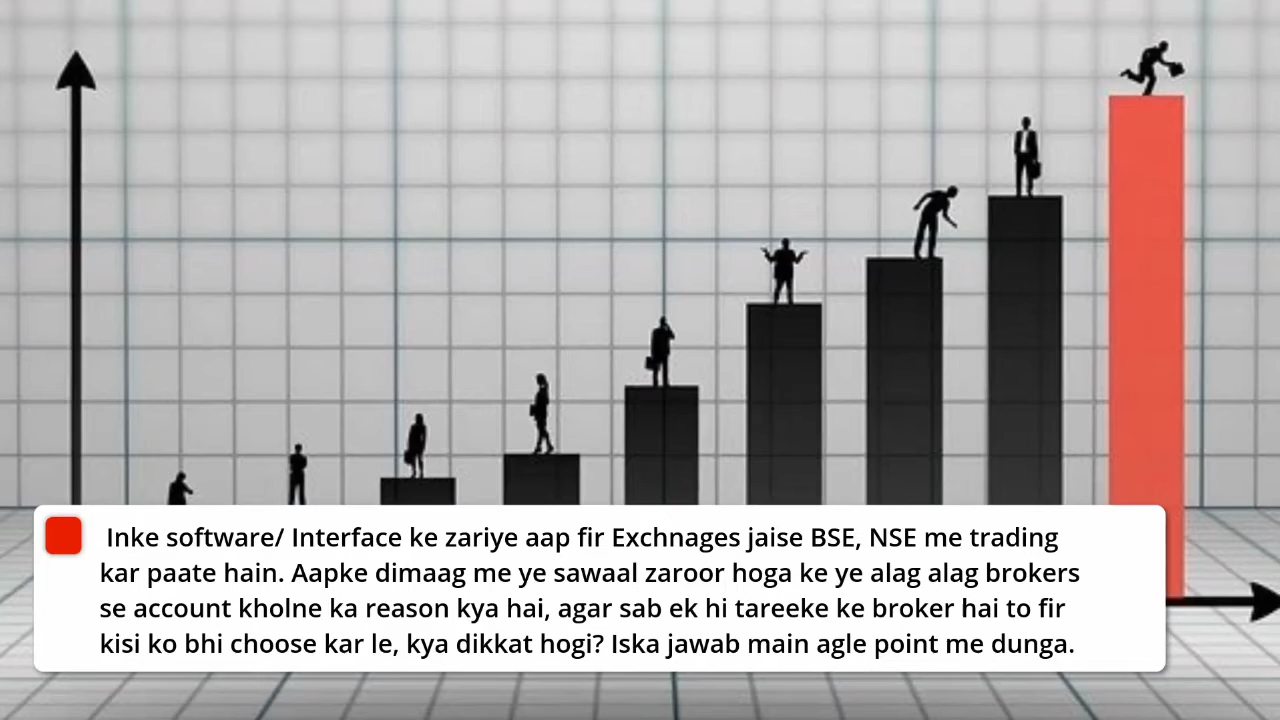 Inke software/ Interface ke zariye aap fir Exchnages jaise BSE, NSE me trading
kar paate hain. Aapke dimaag me ye sawaal zaroor hoga ke ye alag alag brokers
se account kholne ka reason kya hai, agar sab ek hi tareeke ke broker hai to fir
kisi ko bhi choose kar le, kya dikkat hogi? Iska jawab main agle point me dunga.